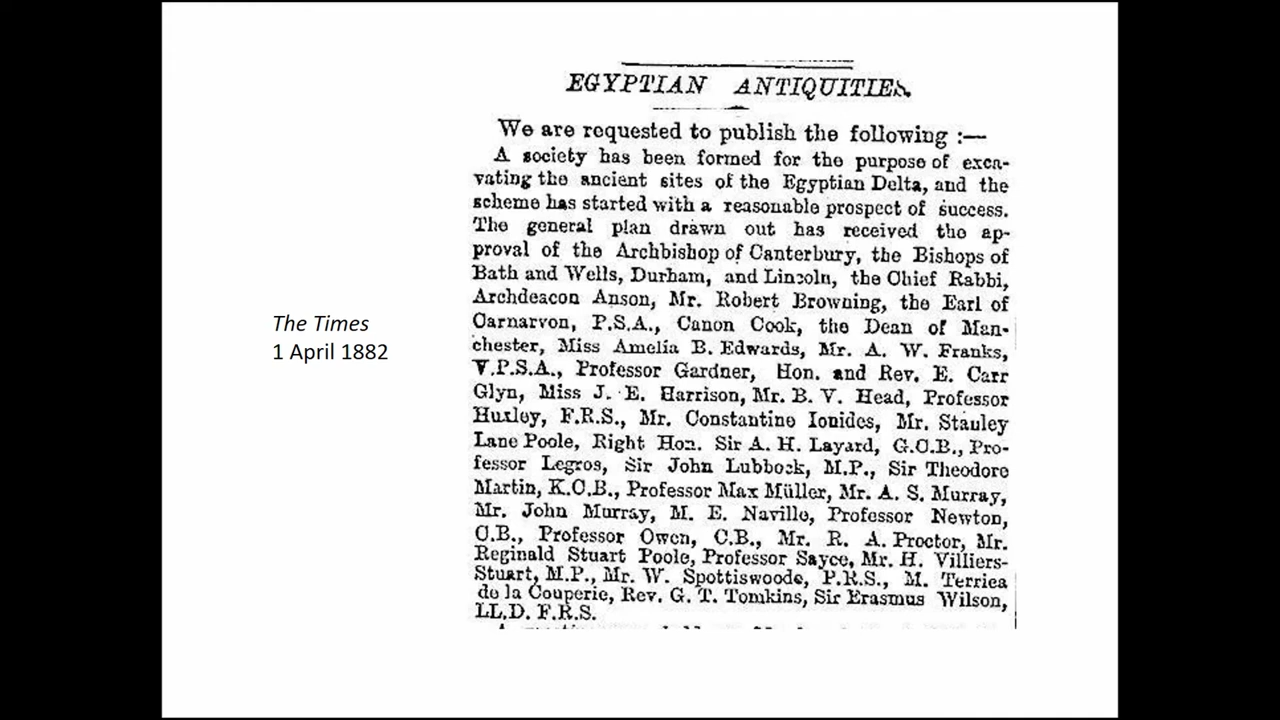 EGYPTIAN ANTIQUITIES.
We are requested to publish the following :—
A society has been formed for the purpose of exca-
vating the ancient sites of the Egyptian Delta, and the
scheme has started with a reasonable prospect of success.
The general plan drawn out has received the ap-
proval of the Archbishop of Canterbury, the Bishops of
Bath and Wells, Durham, and Lincoln, the Chief Rabbi,
Archdeacon Anson, Mr. Robert Browning, the Earl of
Carnarvon, P.S.A., Canon Cook, the Dean of Man-
chester, Miss Amelia B. Edwards, Mr. A. W. Franks,
V.P.S.A., Professor Gardner, Hon. and Rev. E. Carr
Glyn, Miss J. E. Harrison, Mr. B. V. Head, Professor
Huxley, F.R.S., Mr. Constantine Ionides, Mr. Stanley
Lane Poole, Right Hon. Sir A. H. Layard, G.C.B., Pro-
fessor Legros, Sir John Lubbock, M.P., Sir Theodore
Martin, K.C.B., Professor Max Müller, Mr. A. S. Murray,
Mr. John Murray, M. E. Naville, Professor Newton,
C.B., Professor Owen, C.B., Mr. R. A. Proctor, Mr.
Reginald Stuart Poole, Professor Sayce, Mr. H. Villiers-
Stuart, M.P., Mr. W. Spottiswoode, P.R.S., M. Terriea
de la Couperie, Rev. G. T. Tomkins, Sir Erasmus Wilson,
LL.D. F.R.S.
The Times
1 April 1882